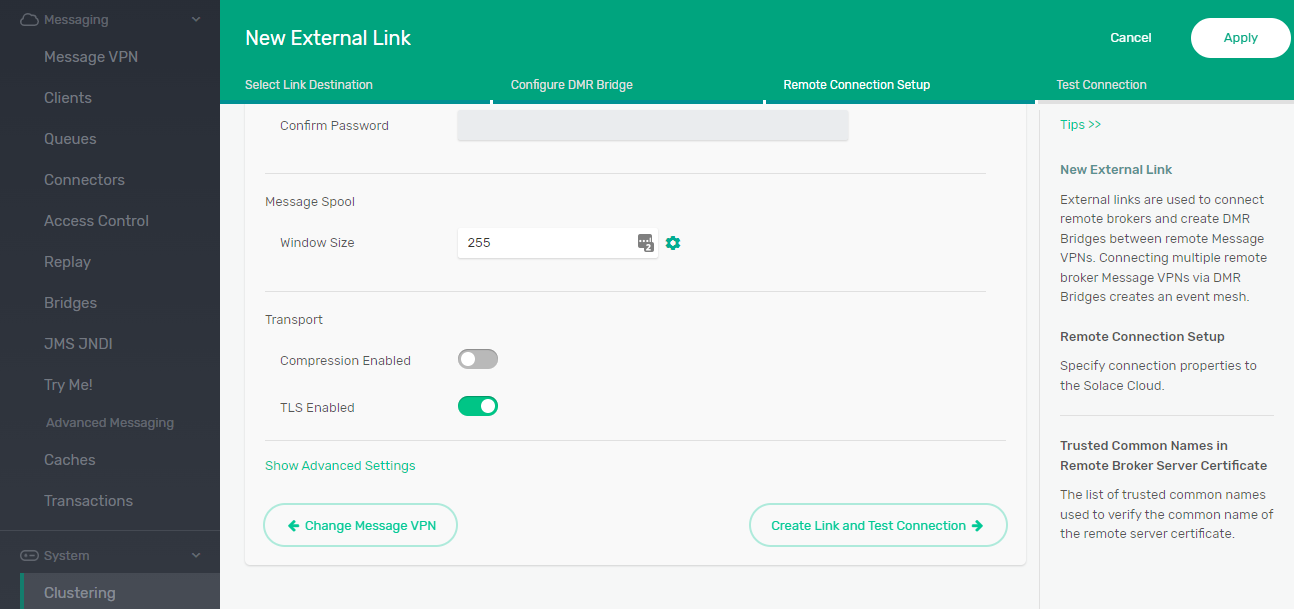 Messaging
Message VPN
Clients
Queues
Connectors
Access Control
Replay
Bridges
JMS JNDI
Try Me!
Advanced Messaging
Caches
Transactions
System
Clustering
New External Link
Cancel
Apply
Select Link Destination
Configure DMR Bridge
Remote Connection Setup
Test Connection
Confirm Password
Message Spool
Window Size
255
2
Transport
Compression Enabled
TLS Enabled
Show Advanced Settings
Change Message VPN
Create Link and Test Connection
Tips >>
New External Link
External links are used to connect
remote brokers and create DMR
Bridges between remote Message
VPNs. Connecting multiple remote
broker Message VPNs via DMR
Bridges creates an event mesh.
Remote Connection Setup
Specify connection properties to
the Solace Cloud.
Trusted Common Names in
Remote Broker Server Certificate
The list of trusted common names
used to verify the common name of
the remote server certificate.